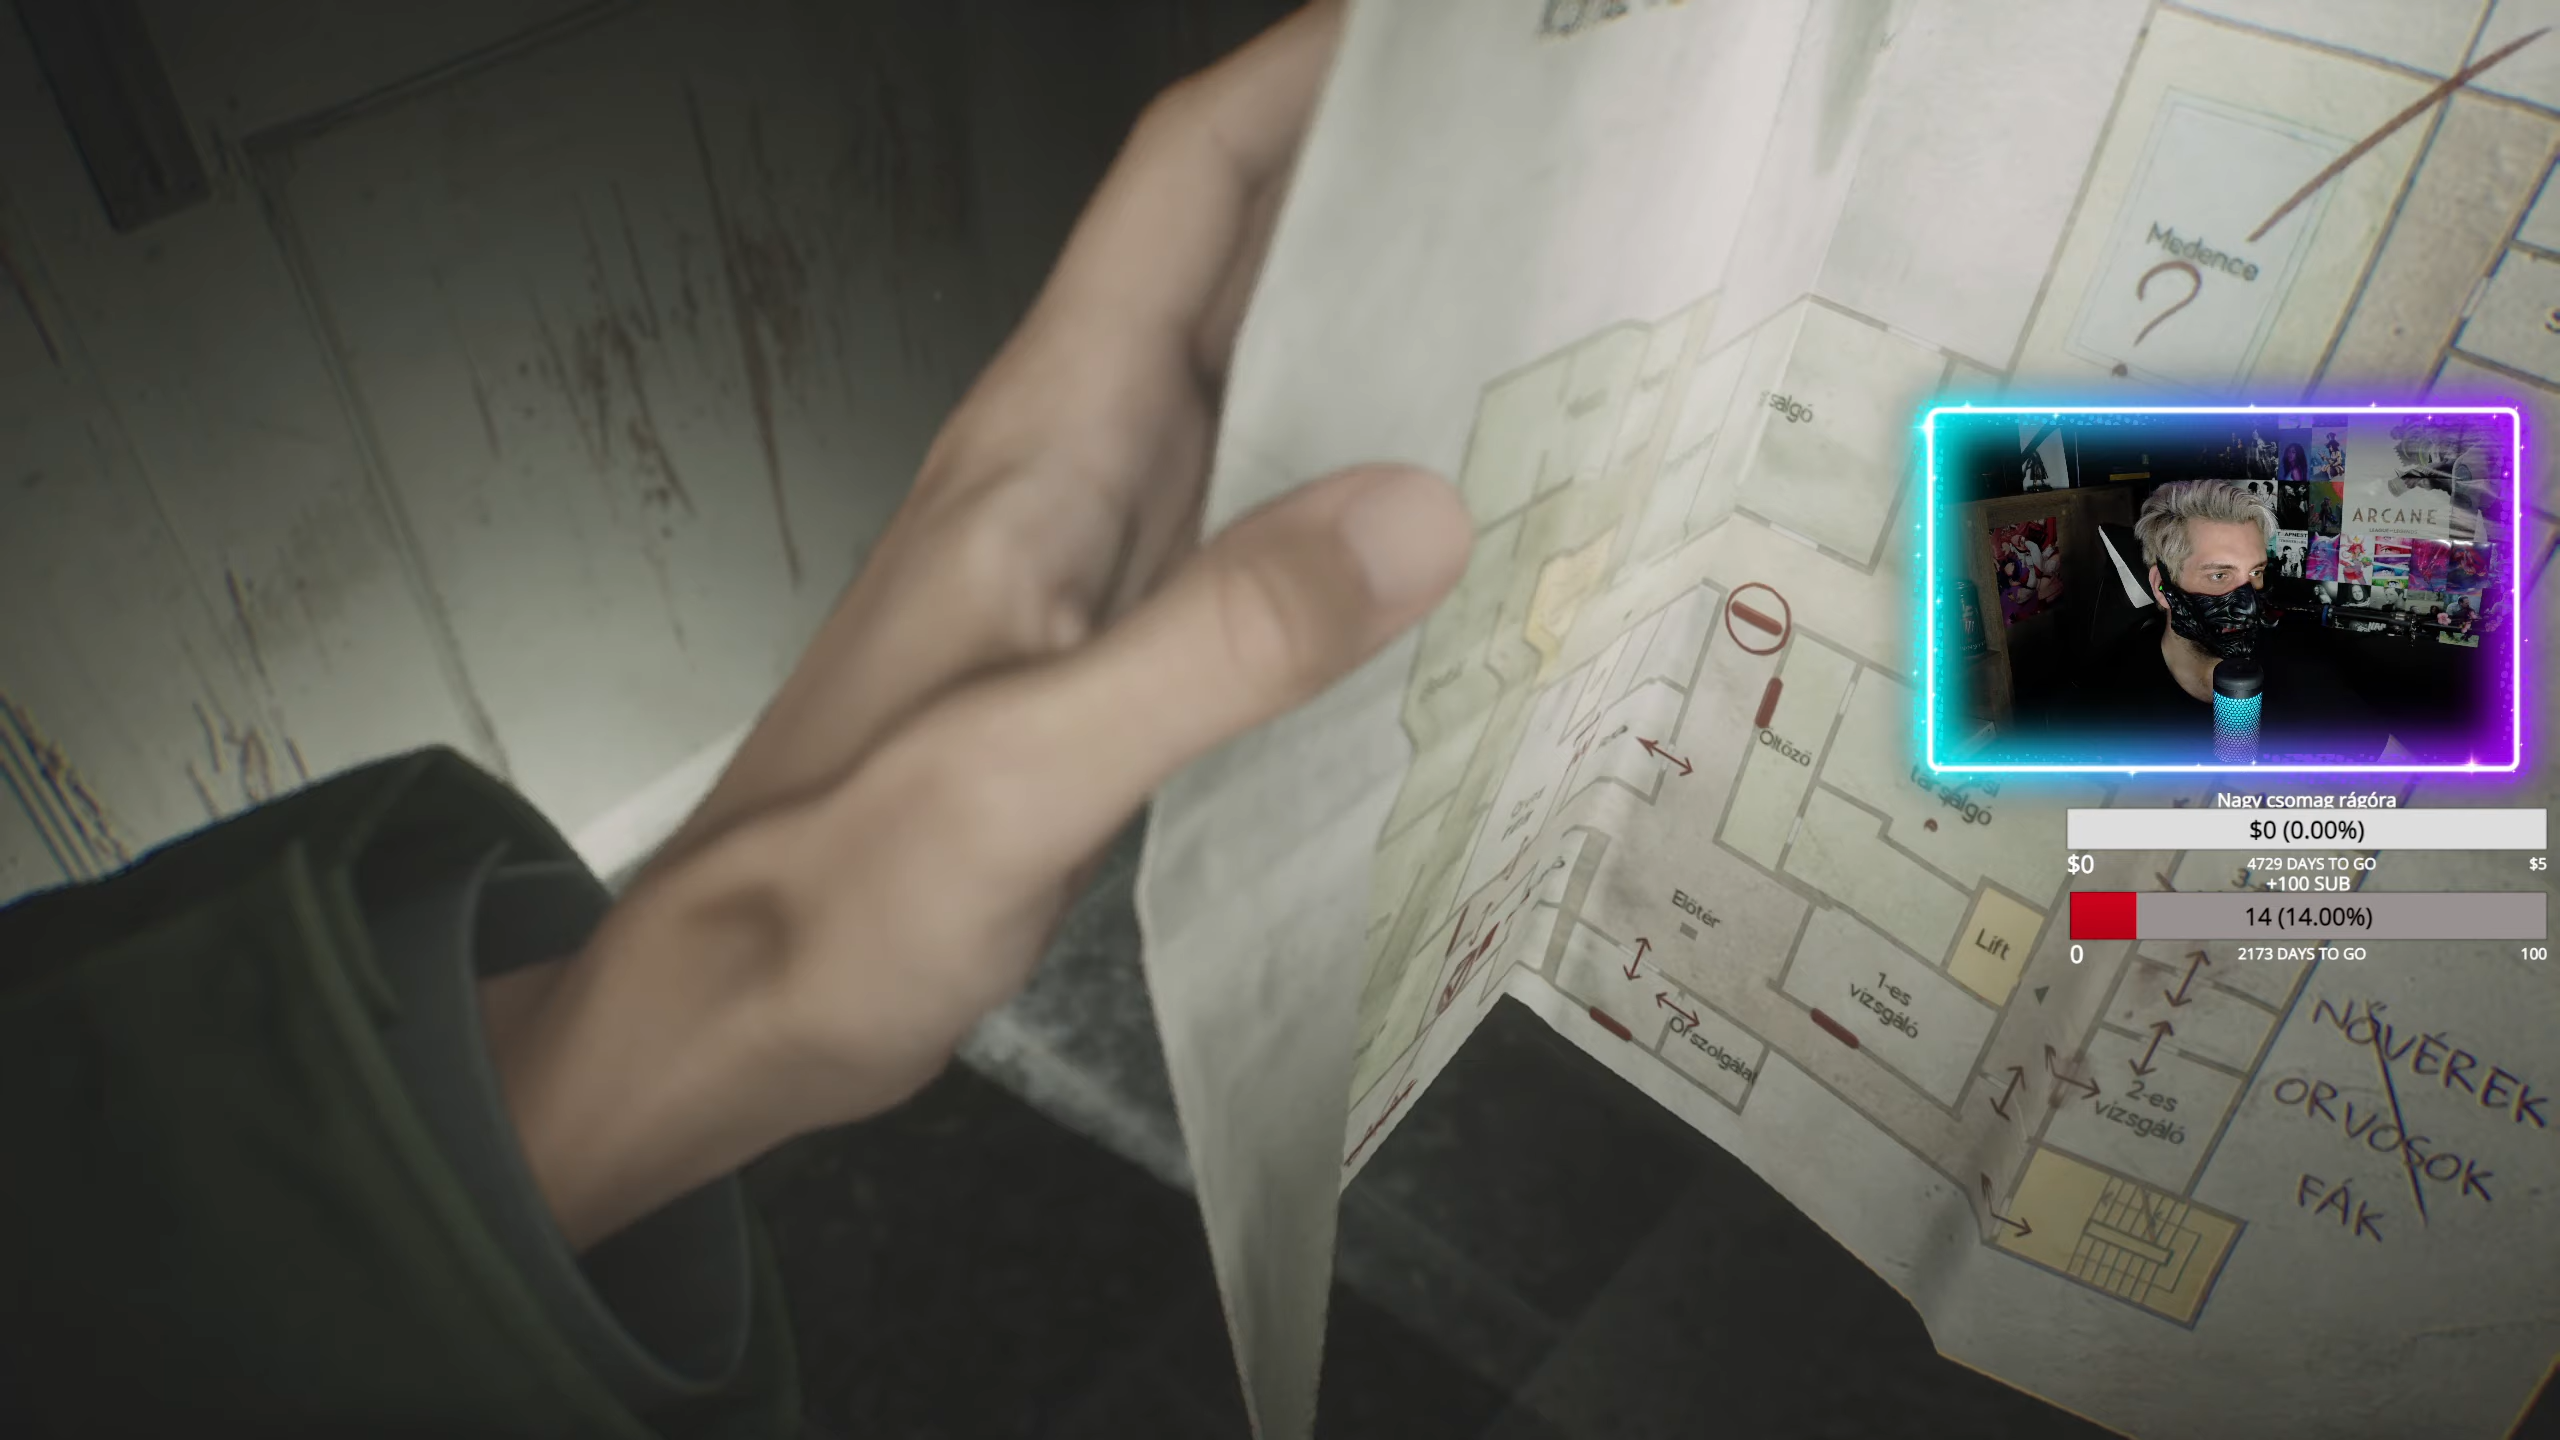 Medence
?
salgó
ARCANE
Öltöző
társalgó
Nagy csomag rágóra
$0 (0.00%)
$0
4729 DAYS TO GO
$5
+100 SUB
14 (14.00%)
0
2173 DAYS TO GO
100
Előtér
Lift
1-es
vizsgáló
Őrszolgálat
2-es
vizsgáló
NŐVÉREK
ORVOSOK
FÁK